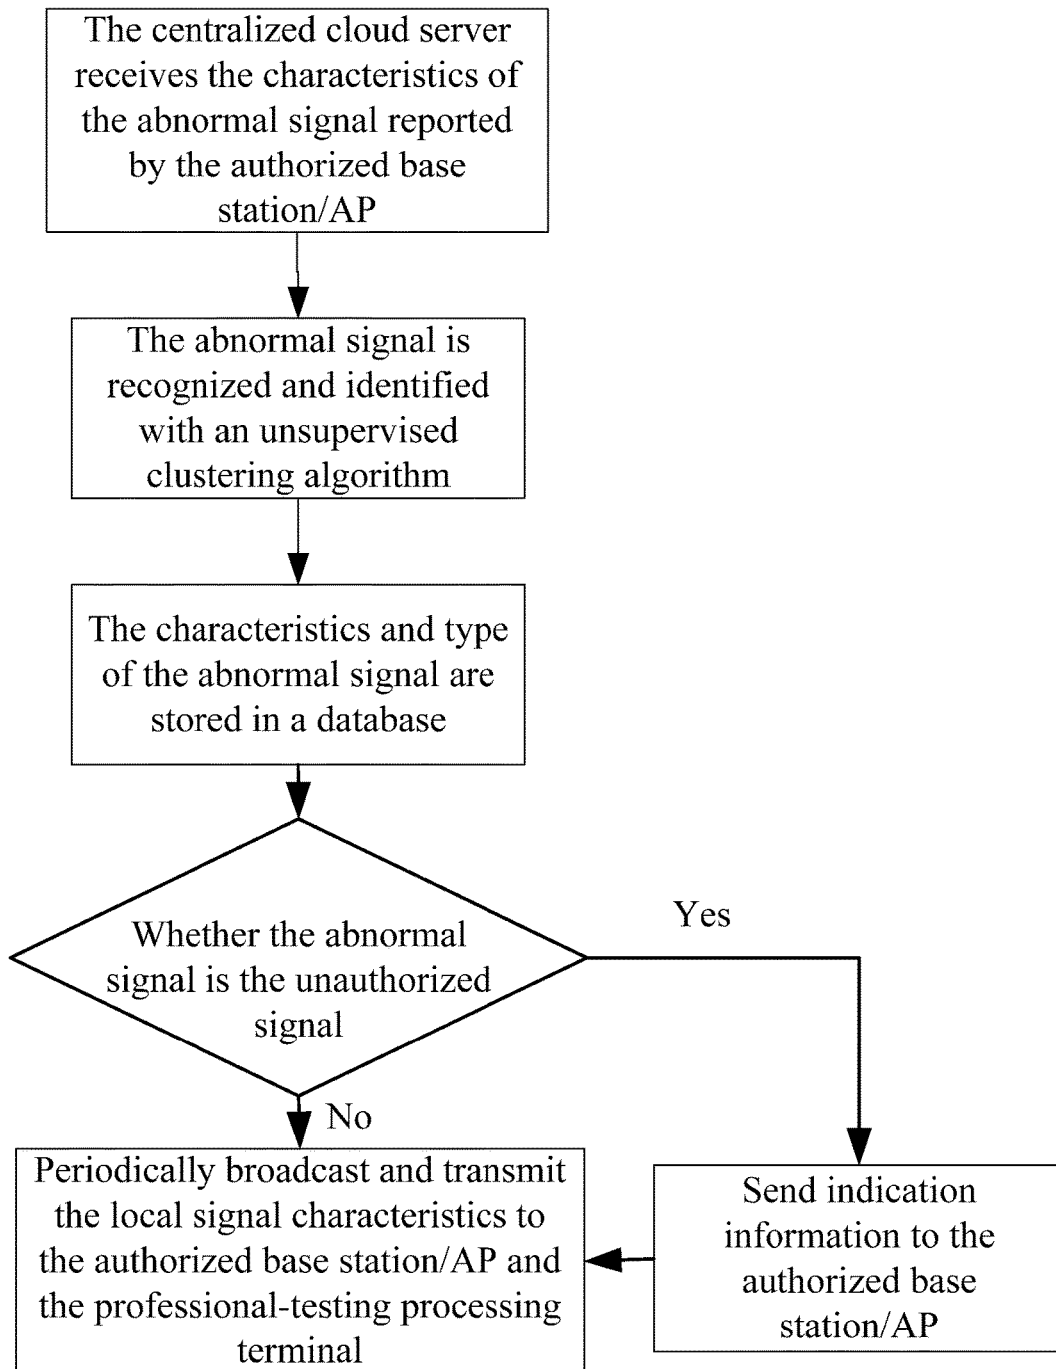 The centralized cloud server
receives the characteristics of
the abnormal signal reported
by the authorized base
station/AP
The abnormal signal is
recognized and identified
with an unsupervised
clustering algorithm
The characteristics and type
of the abnormal signal are
stored in a database
Whether the abnormal
signal is the unauthorized
signal
Yes
No
Periodically broadcast and transmit
the local signal characteristics to
the authorized base station/AP and
the professional-testing processing
terminal
Send indication
information to the
authorized base
station/AP